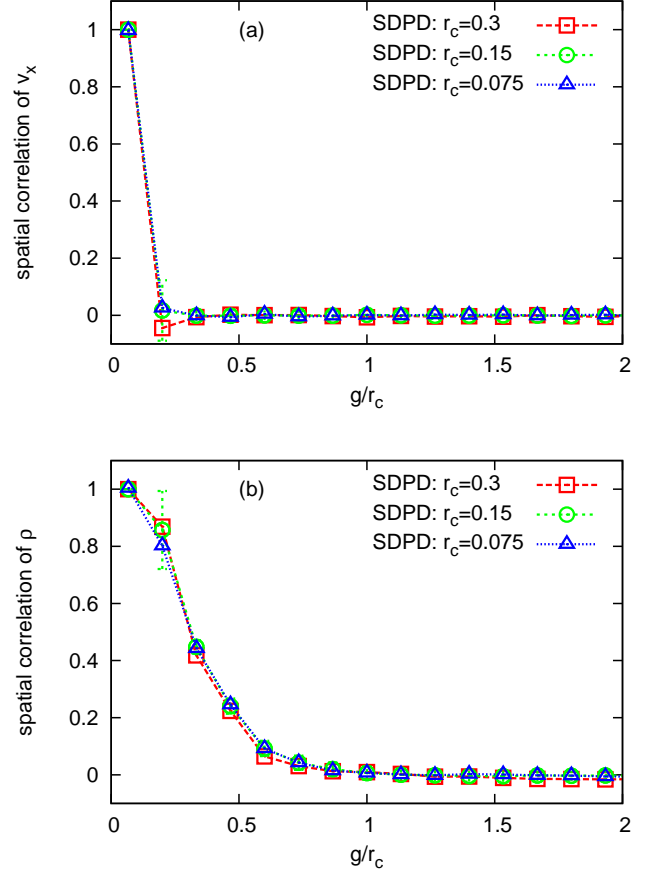 (a)
SDPD: r_c=0.3
SDPD: r_c=0.15
SDPD: r_c=0.075
spatial correlation of v_x
1
0.8
0.6
0.4
0.2
0
0 0.5 1 1.5 2
g/r_c
(b)
SDPD: r_c=0.3
SDPD: r_c=0.15
SDPD: r_c=0.075
spatial correlation of ρ
1
0.8
0.6
0.4
0.2
0
0 0.5 1 1.5 2
g/r_c